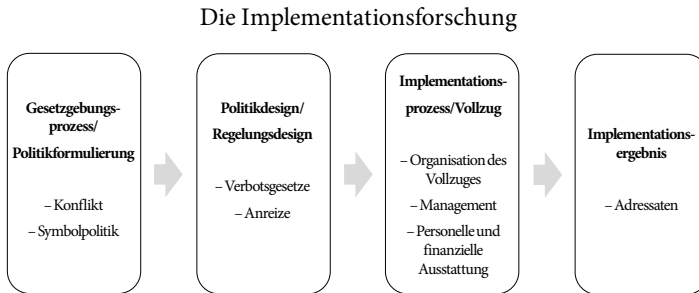 Die Implementationsforschung
Gesetzgebungs-
prozess/
Politikformulierung
– Konflikt
– Symbolpolitik
Politikdesign/
Regelungsdesign
– Verbotsgesetze
– Anreize
Implementations-
prozess/Vollzug
– Organisation des
Vollzuges
– Management
– Personelle und
finanzielle
Ausstattung
Implementations-
ergebnis
– Adressaten